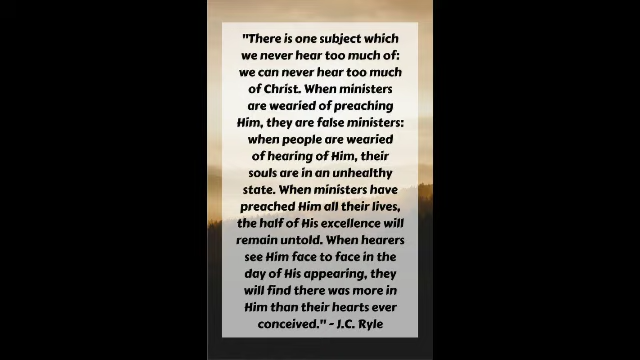 "There is one subject which
we never hear too much of:
we can never hear too much
of Christ. When ministers
are wearied of preaching
Him, they are false ministers:
when people are wearied
of hearing of Him, their
souls are in an unhealthy
state. When ministers have
preached Him all their lives,
the half of His excellence will
remain untold. When hearers
see Him face to face in the
day of His appearing, they
will find there was more in
Him than their hearts ever
conceived." - J.C. Ryle